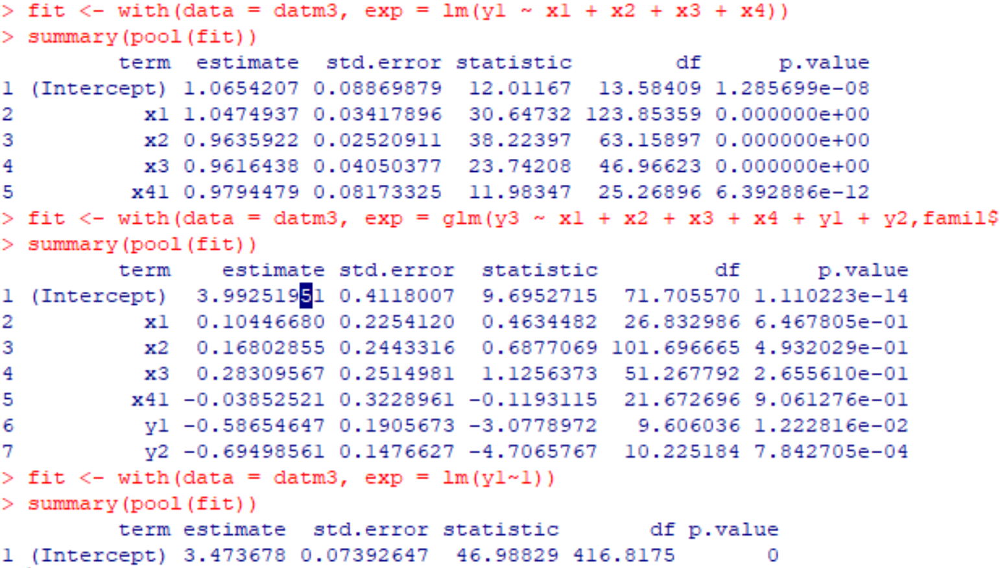 > fit <- with(data = datm3, exp = lm(y1 ~ x1 + x2 + x3 + x4))
> summary(pool(fit))
         term  estimate  std.error statistic        df      p.value
1 (Intercept) 1.0654207 0.08869879  12.01167  13.58409 1.285699e-08
2          x1 1.0474937 0.03417896  30.64732 123.85359 0.000000e+00
3          x2 0.9635922 0.02520911  38.22397  63.15897 0.000000e+00
4          x3 0.9616438 0.04050377  23.74208  46.96623 0.000000e+00
5         x41 0.9794479 0.08173325  11.98347  25.26896 6.392886e-12
> fit <- with(data = datm3, exp = glm(y3 ~ x1 + x2 + x3 + x4 + y1 + y2,famil$
> summary(pool(fit))
         term    estimate std.error  statistic         df      p.value
1 (Intercept)  3.99251951 0.4118007  9.6952715  71.705570 1.110223e-14
2          x1  0.10446680 0.2254120  0.4634482  26.832986 6.467805e-01
3          x2  0.16802855 0.2443316  0.6877069 101.696665 4.932029e-01
4          x3  0.28309567 0.2514981  1.1256373  51.267792 2.655610e-01
5         x41 -0.03852521 0.3228961 -0.1193115  21.672696 9.061276e-01
6          y1 -0.58654647 0.1905673 -3.0778972   9.606036 1.222816e-02
7          y2 -0.69498561 0.1476627 -4.7065767  10.225184 7.842705e-04
> fit <- with(data = datm3, exp = lm(y1~1))
> summary(pool(fit))
         term estimate  std.error statistic       df p.value
1 (Intercept) 3.473678 0.07392647  46.98829 416.8175       0